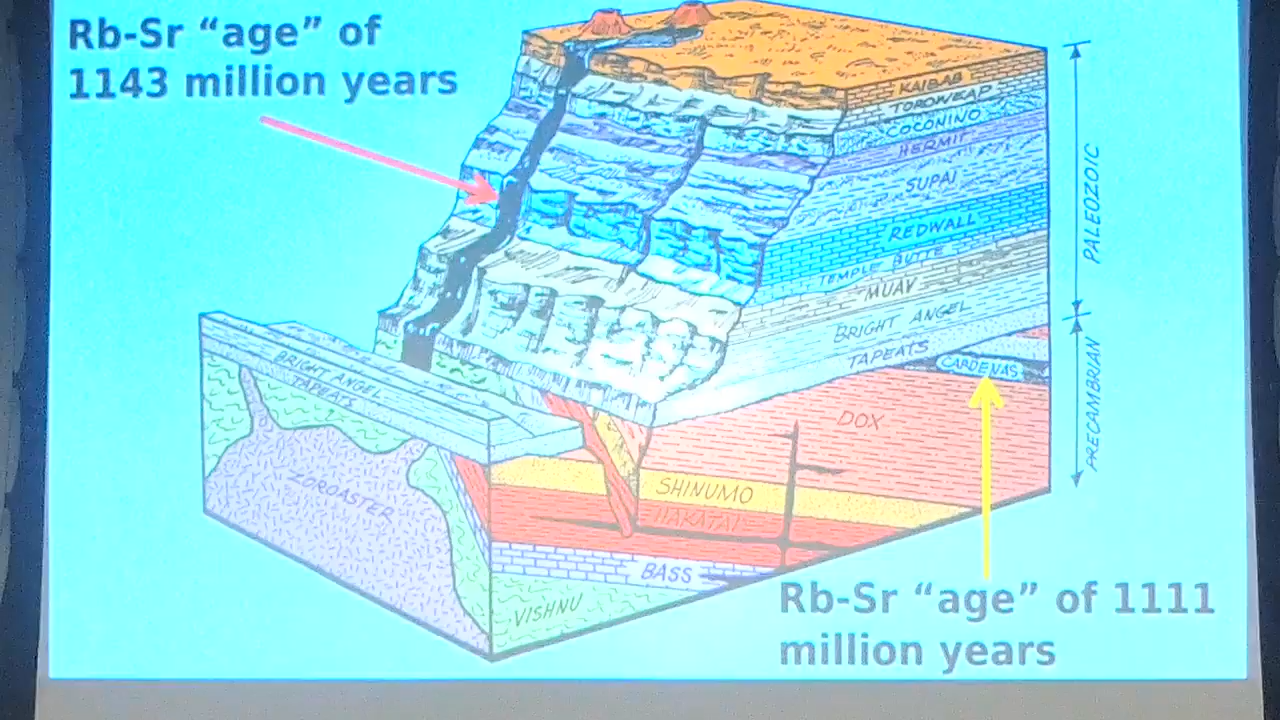 Rb-Sr “age” of
1143 million years
KAIBAB
TOROWEAP
COCONINO
HERMIT
SUPAI
REDWALL
TEMPLE BUTTE
MUAV
BRIGHT ANGEL
TAPEATS
CARDENAS
PALEOZOIC
PRECAMBRIAN
BRIGHT ANGEL
TAPEATS
DOX
ZOROASTER
SHINUMO
HAKATAI
BASS
VISHNU
Rb-Sr “age” of 1111
million years